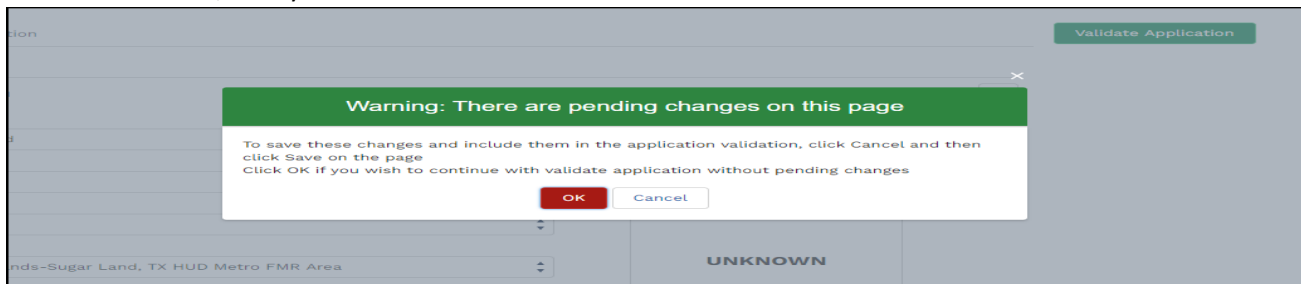 tion
Validate Application
×
Warning: There are pending changes on this page
To save these changes and include them in the application validation, click Cancel and then
click Save on the page
Click OK if you wish to continue with validate application without pending changes
OK
Cancel
nds-Sugar Land, TX HUD Metro FMR Area
UNKNOWN